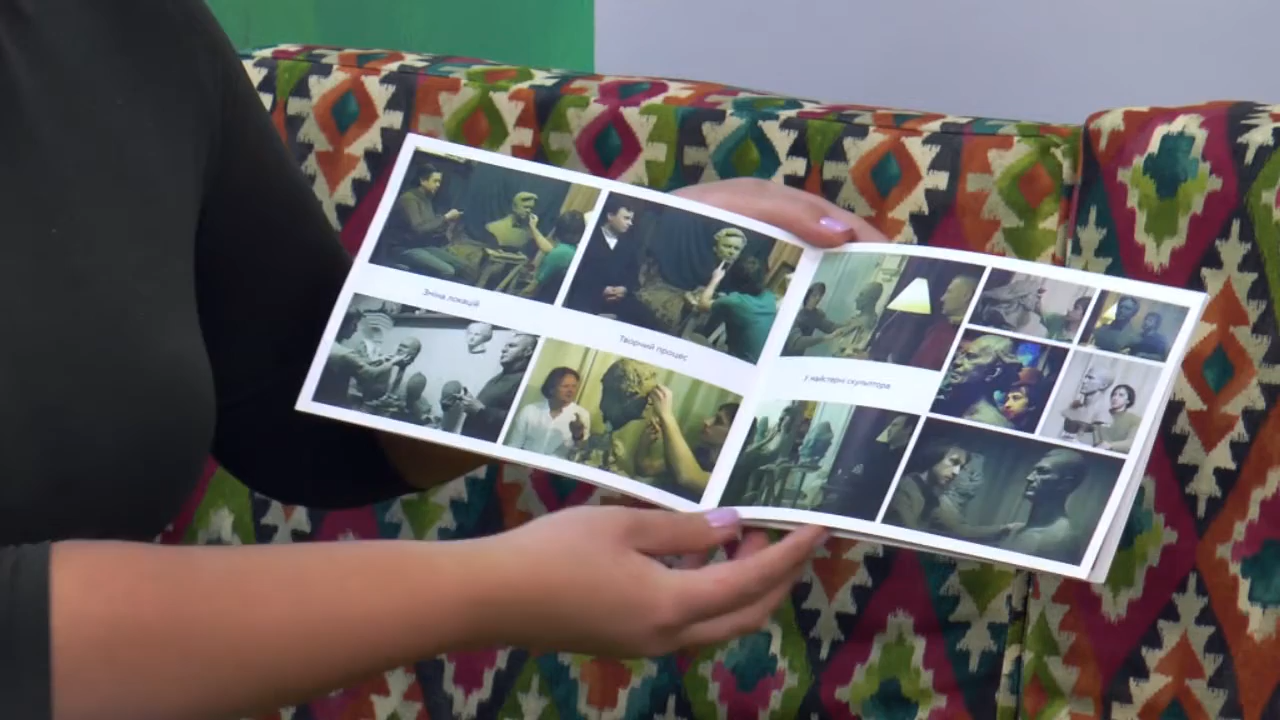 Зміна локацій
Творчий процес
У майстерні скульптора